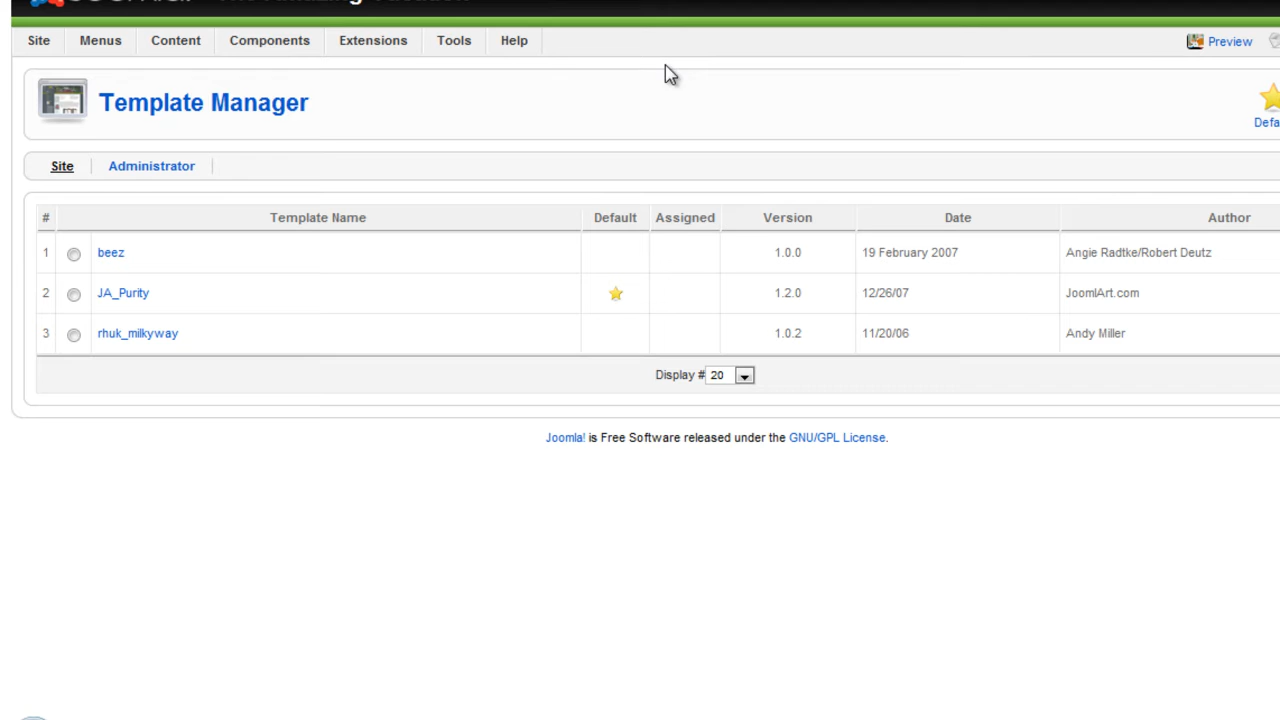 Site Menus Content Components Extensions Tools Help Preview
Template Manager
Site Administrator
# Template Name Default Assigned Version Date Author
1 beez 1.0.0 19 February 2007 Angie Radtke/Robert Deutz
2 JA_Purity 1.2.0 12/26/07 JoomlArt.com
3 rhuk_milkyway 1.0.2 11/20/06 Andy Miller
Display # 20
Joomla! is Free Software released under the GNU/GPL License.